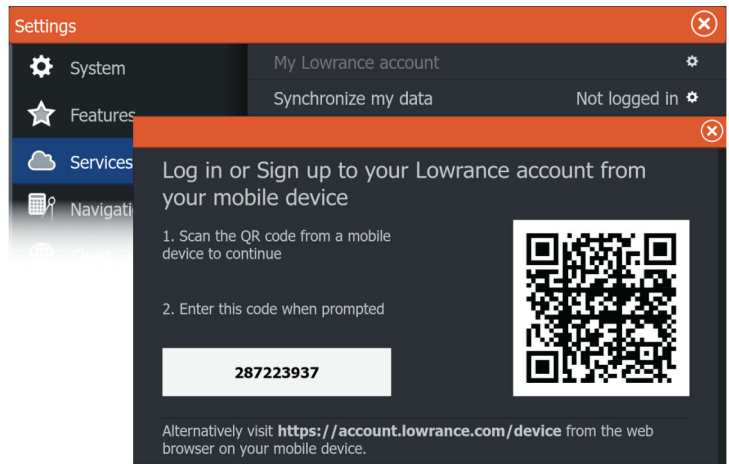 Settings
System
My Lowrance account
Synchronize my data Not logged in
Features
Services
Log in or Sign up to your Lowrance account from
your mobile device
Navigati
1. Scan the QR code from a mobile
device to continue
2. Enter this code when prompted
287223937
Alternatively visit https://account.lowrance.com/device from the web
browser on your mobile device.